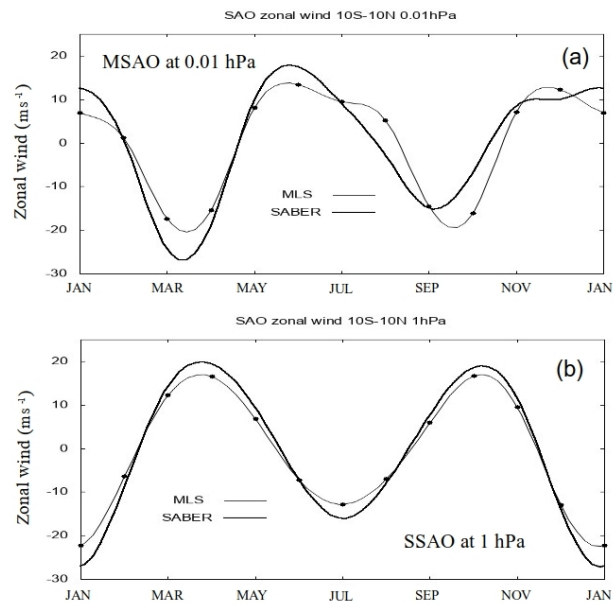 SAO zonal wind 10S-10N 0.01hPa
MSAO at 0.01 hPa
(a)
Zonal wind (ms⁻¹)
20
10
0
-10
-20
-30
MLS
SABER
JAN MAR MAY JUL SEP NOV JAN
SAO zonal wind 10S-10N 1hPa
(b)
Zonal wind (ms⁻¹)
20
10
0
-10
-20
-30
MLS
SABER
SSAO at 1 hPa
JAN MAR MAY JUL SEP NOV JAN